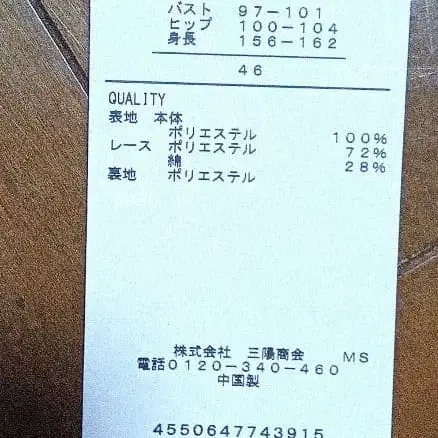 バスト 97-101
ヒップ 100-104
身長 156-162
46
QUALITY
表地 本体
ポリエステル 100%
レース ポリエステル 72%
綿 28%
裏地 ポリエステル
株式会社 三陽商会 MS
電話0120-340-460
中国製
4550647743915